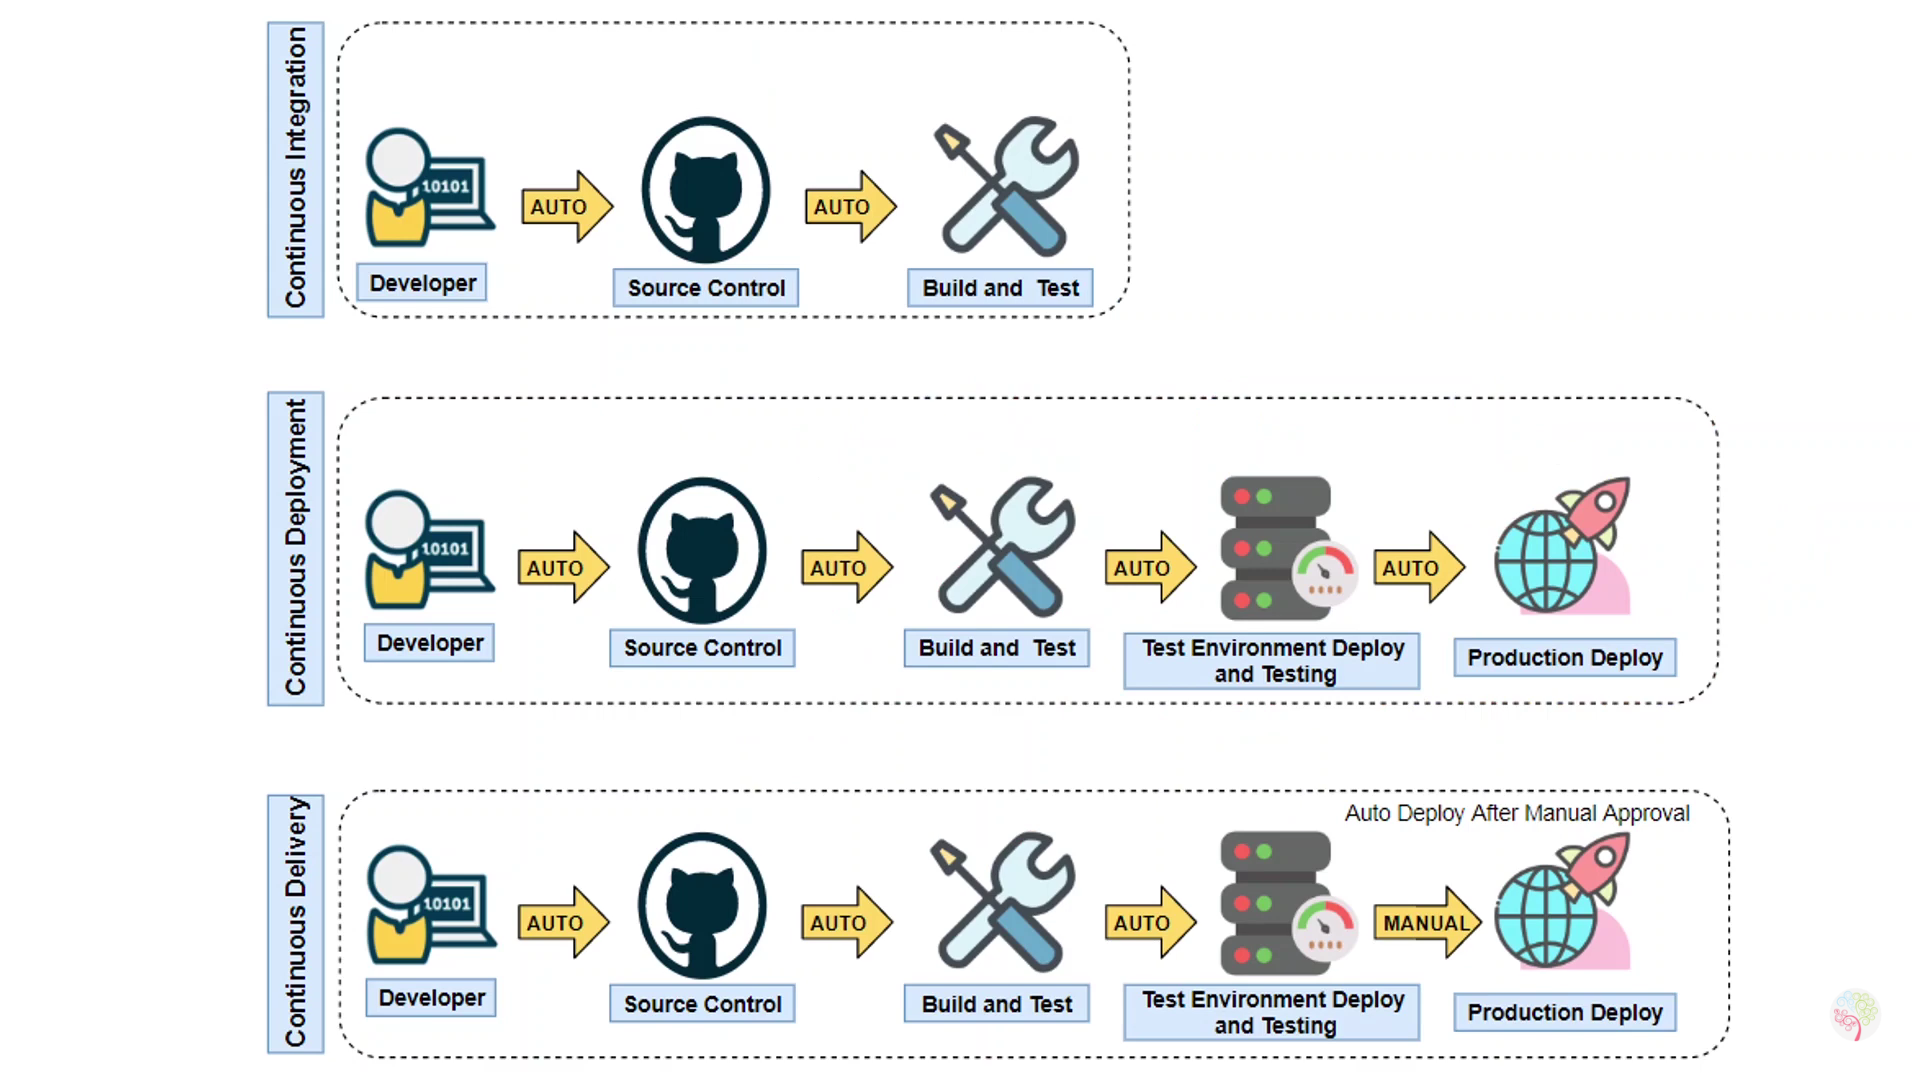 Continuous Integration
10101
AUTO
AUTO
Developer
Source Control
Build and Test
Continuous Deployment
10101
AUTO
AUTO
AUTO
AUTO
Developer
Source Control
Build and Test
Test Environment Deploy
and Testing
Production Deploy
Continuous Delivery
Auto Deploy After Manual Approval
10101
AUTO
AUTO
AUTO
MANUAL
Developer
Source Control
Build and Test
Test Environment Deploy
and Testing
Production Deploy